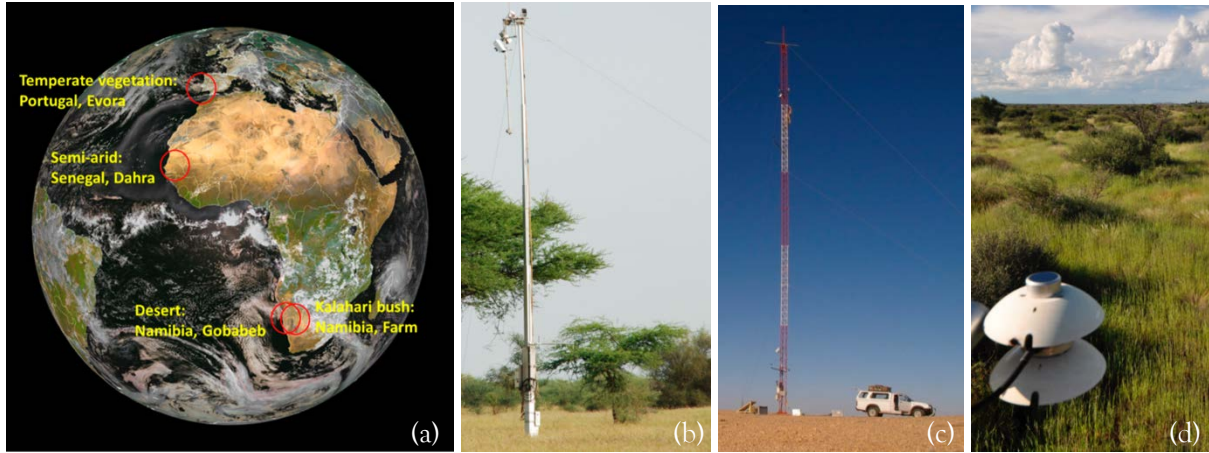 Temperate vegetation:
Portugal, Evora
Semi-arid:
Senegal, Dahra
Desert:
Namibia, Gobabeb
Kalahari bush:
Namibia, Farm
(a)
(b)
(c)
(d)